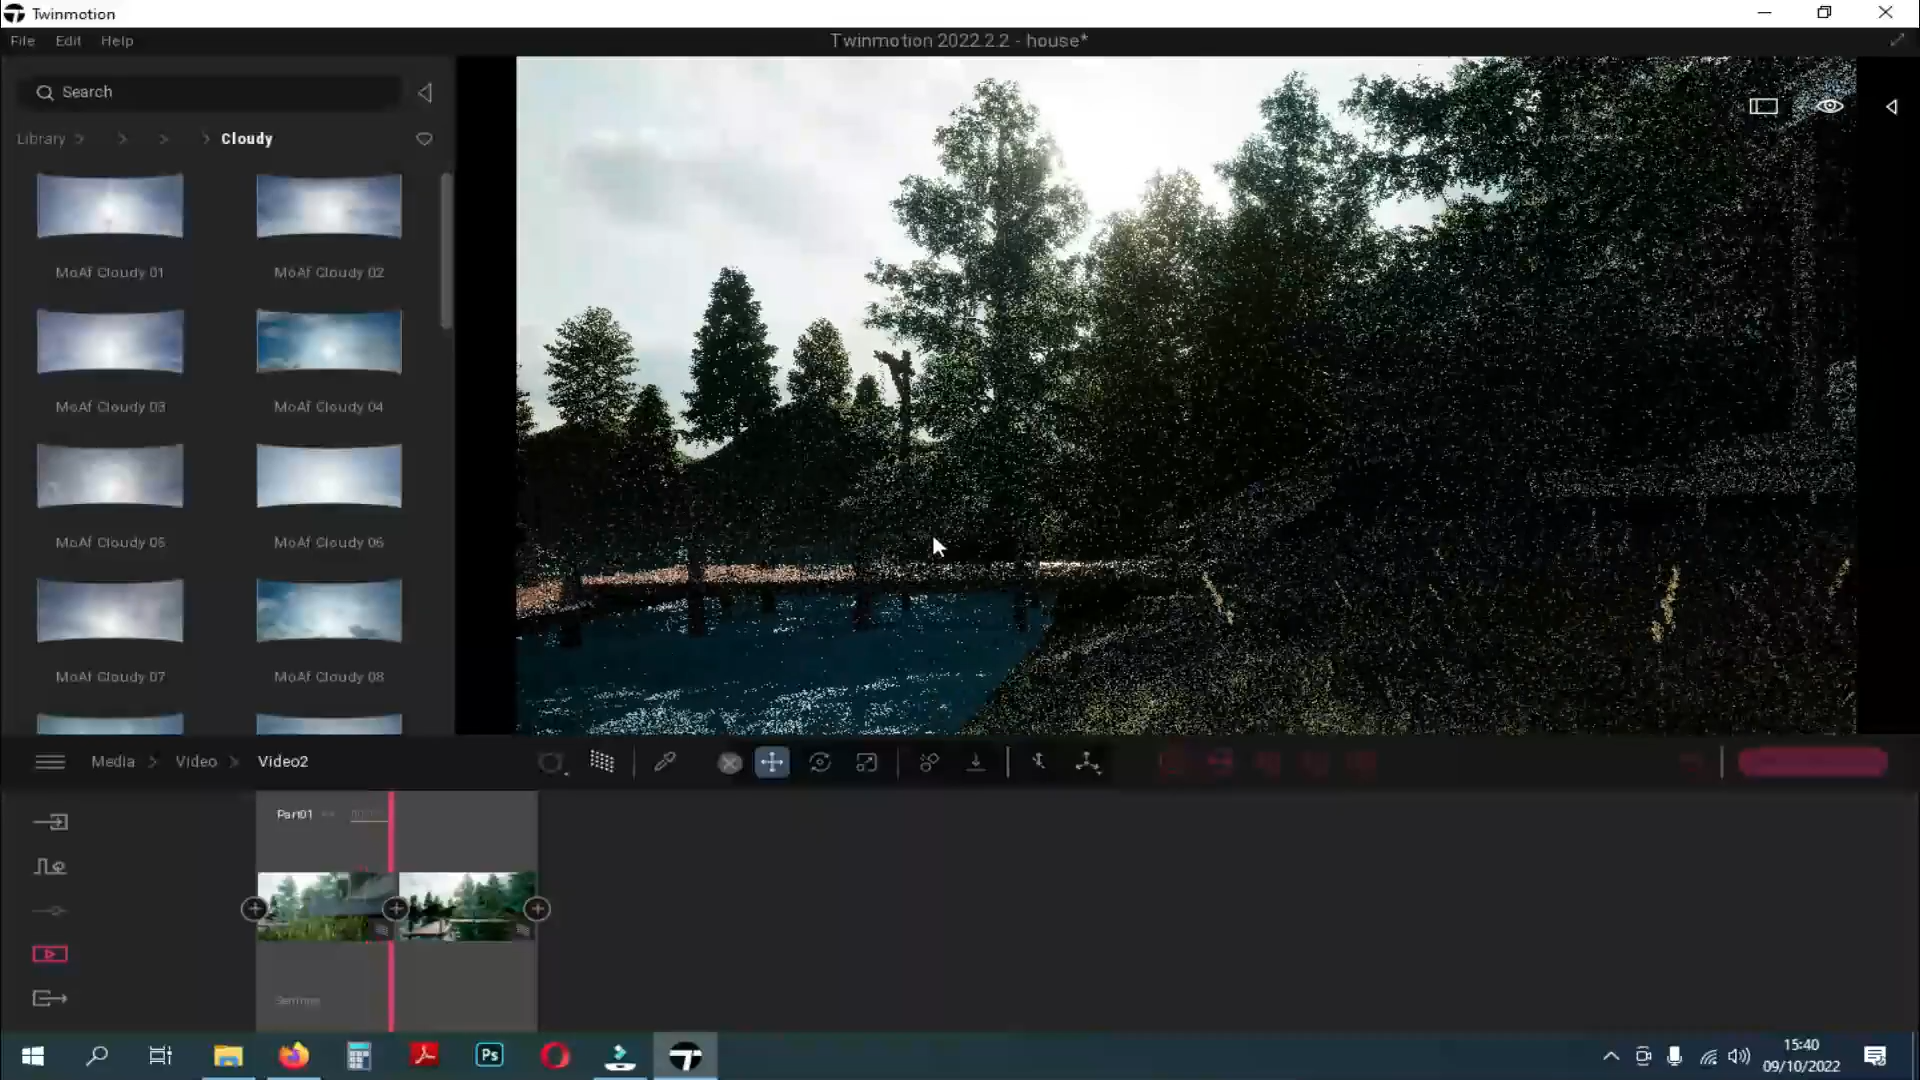 Twinmotion
File Edit Help
Twinmotion 2022.2.2 - house*
Search
Library > > > Cloudy
MoAf Cloudy 01
MoAf Cloudy 02
MoAf Cloudy 03
MoAf Cloudy 04
MoAf Cloudy 05
MoAf Cloudy 06
MoAf Cloudy 07
MoAf Cloudy 08
Media > Video > Video2
Part01
Ps
15:40
09/10/2022